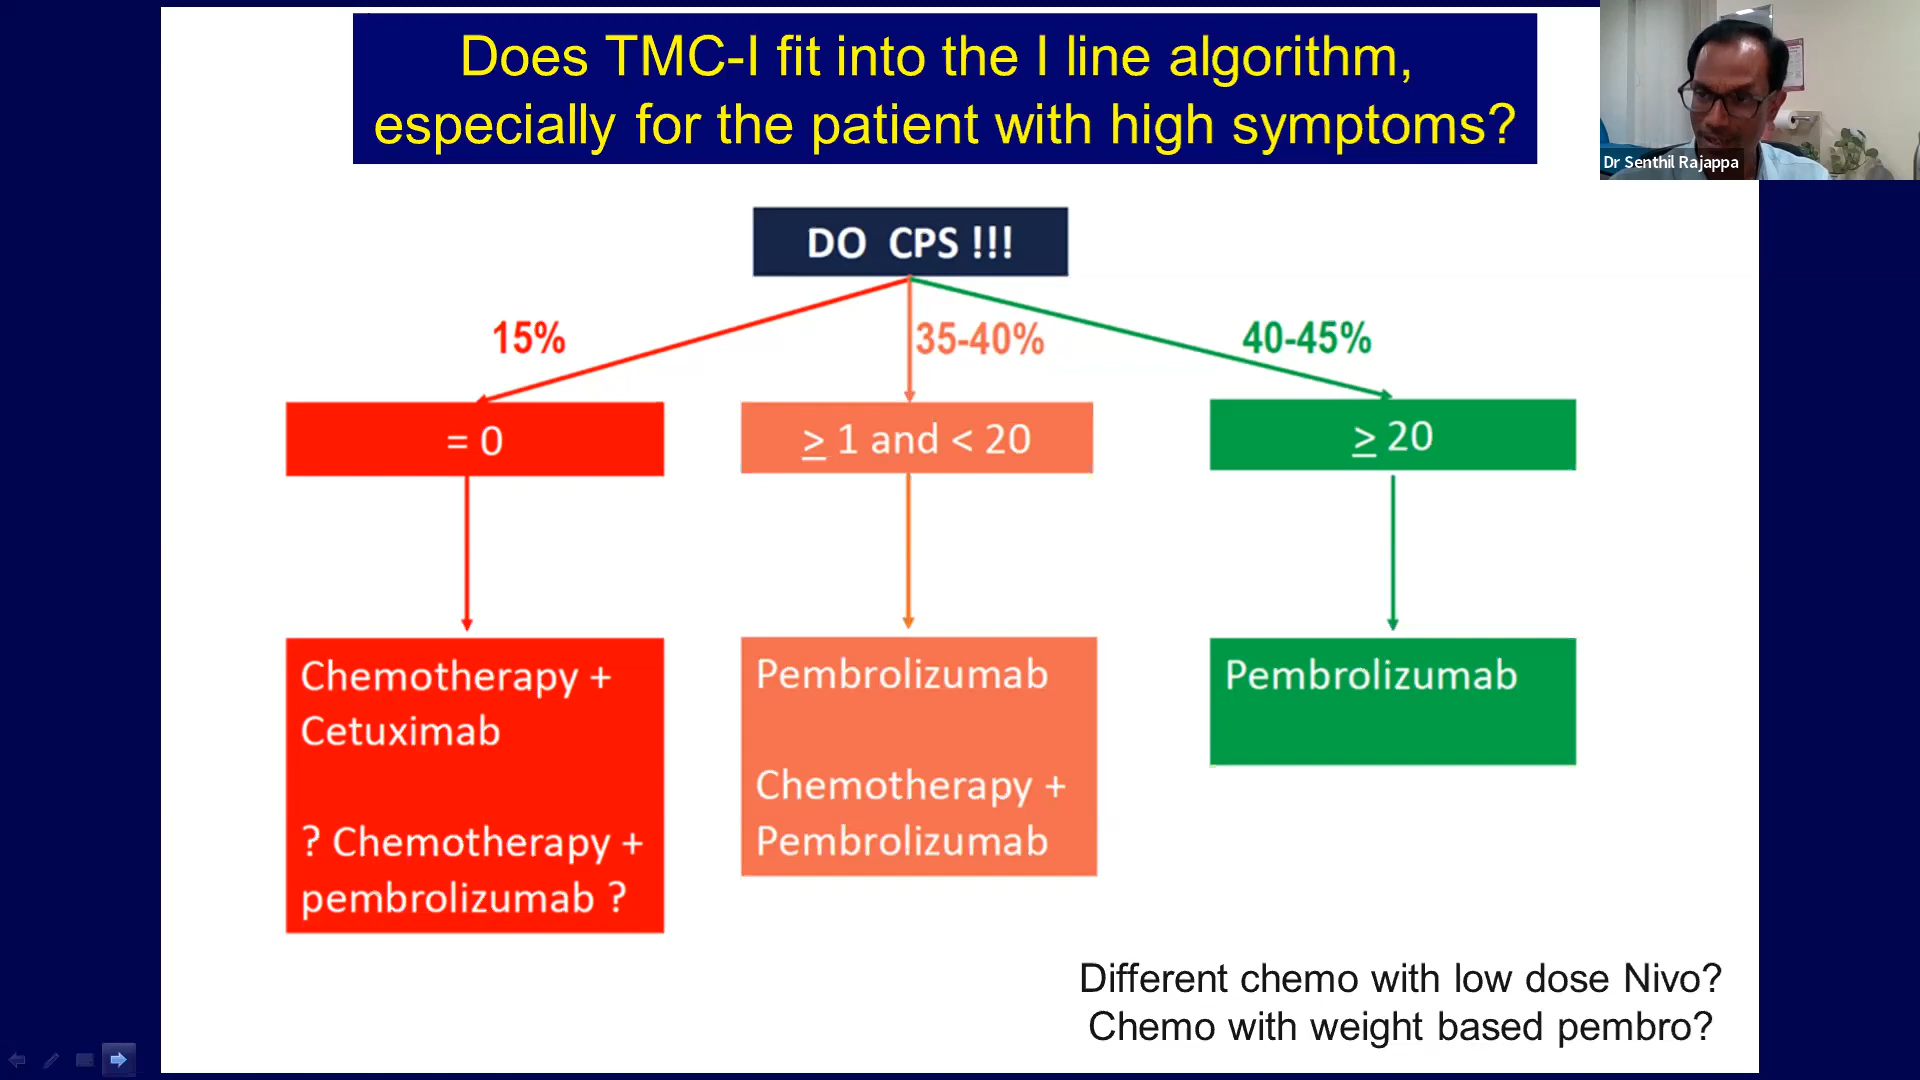 Does TMC-I fit into the I line algorithm,
especially for the patient with high symptoms?
Dr Senthil Rajappa
DO CPS !!!
15%
35-40%
40-45%
= 0
≥ 1 and < 20
≥ 20
Chemotherapy +
Cetuximab
? Chemotherapy +
pembrolizumab ?
Pembrolizumab
Chemotherapy +
Pembrolizumab
Pembrolizumab
Different chemo with low dose Nivo?
Chemo with weight based pembro?